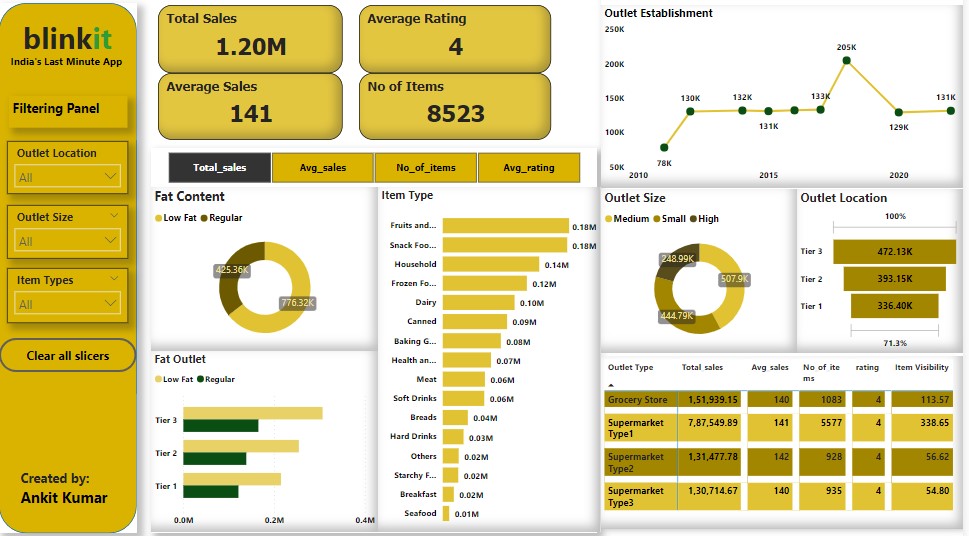 blinkit
India's Last Minute App
Filtering Panel
Outlet Location
All
Outlet Size
All
Item Types
All
Clear all slicers
Created by:
Ankit Kumar
Total Sales
1.20M
Average Rating
4
Average Sales
141
No of Items
8523
Total_sales
Avg_sales
No_of_items
Avg_rating
Fat Content
Low Fat Regular
425.36K
776.32K
Fat Outlet
Low Fat Regular
Tier 3
Tier 2
Tier 1
0.0M 0.2M 0.4M
Item Type
Fruits and... 0.18M
Snack Foo... 0.18M
Household 0.14M
Frozen Fo... 0.12M
Dairy 0.10M
Canned 0.09M
Baking G... 0.08M
Health an... 0.07M
Meat 0.06M
Soft Drinks 0.06M
Breads 0.04M
Hard Drinks 0.03M
Others 0.02M
Starchy F... 0.02M
Breakfast 0.02M
Seafood 0.01M
Outlet Establishment
250K
200K
150K
100K
50K
78K
130K
132K
131K
133K
205K
129K
131K
2010 2015 2020
Outlet Size
Medium Small High
248.99K
507.9K
444.79K
Outlet Location
100%
Tier 3 472.13K
Tier 2 393.15K
Tier 1 336.40K
71.3%
Outlet Type Total sales Avg sales No of ite rating Item Visibility
ms
Grocery Store 1,51,939.15 140 1083 4 113.57
Supermarket 7,87,549.89 141 5577 4 338.65
Type1
Supermarket 1,31,477.78 142 928 4 56.62
Type2
Supermarket 1,30,714.67 140 935 4 54.80
Type3